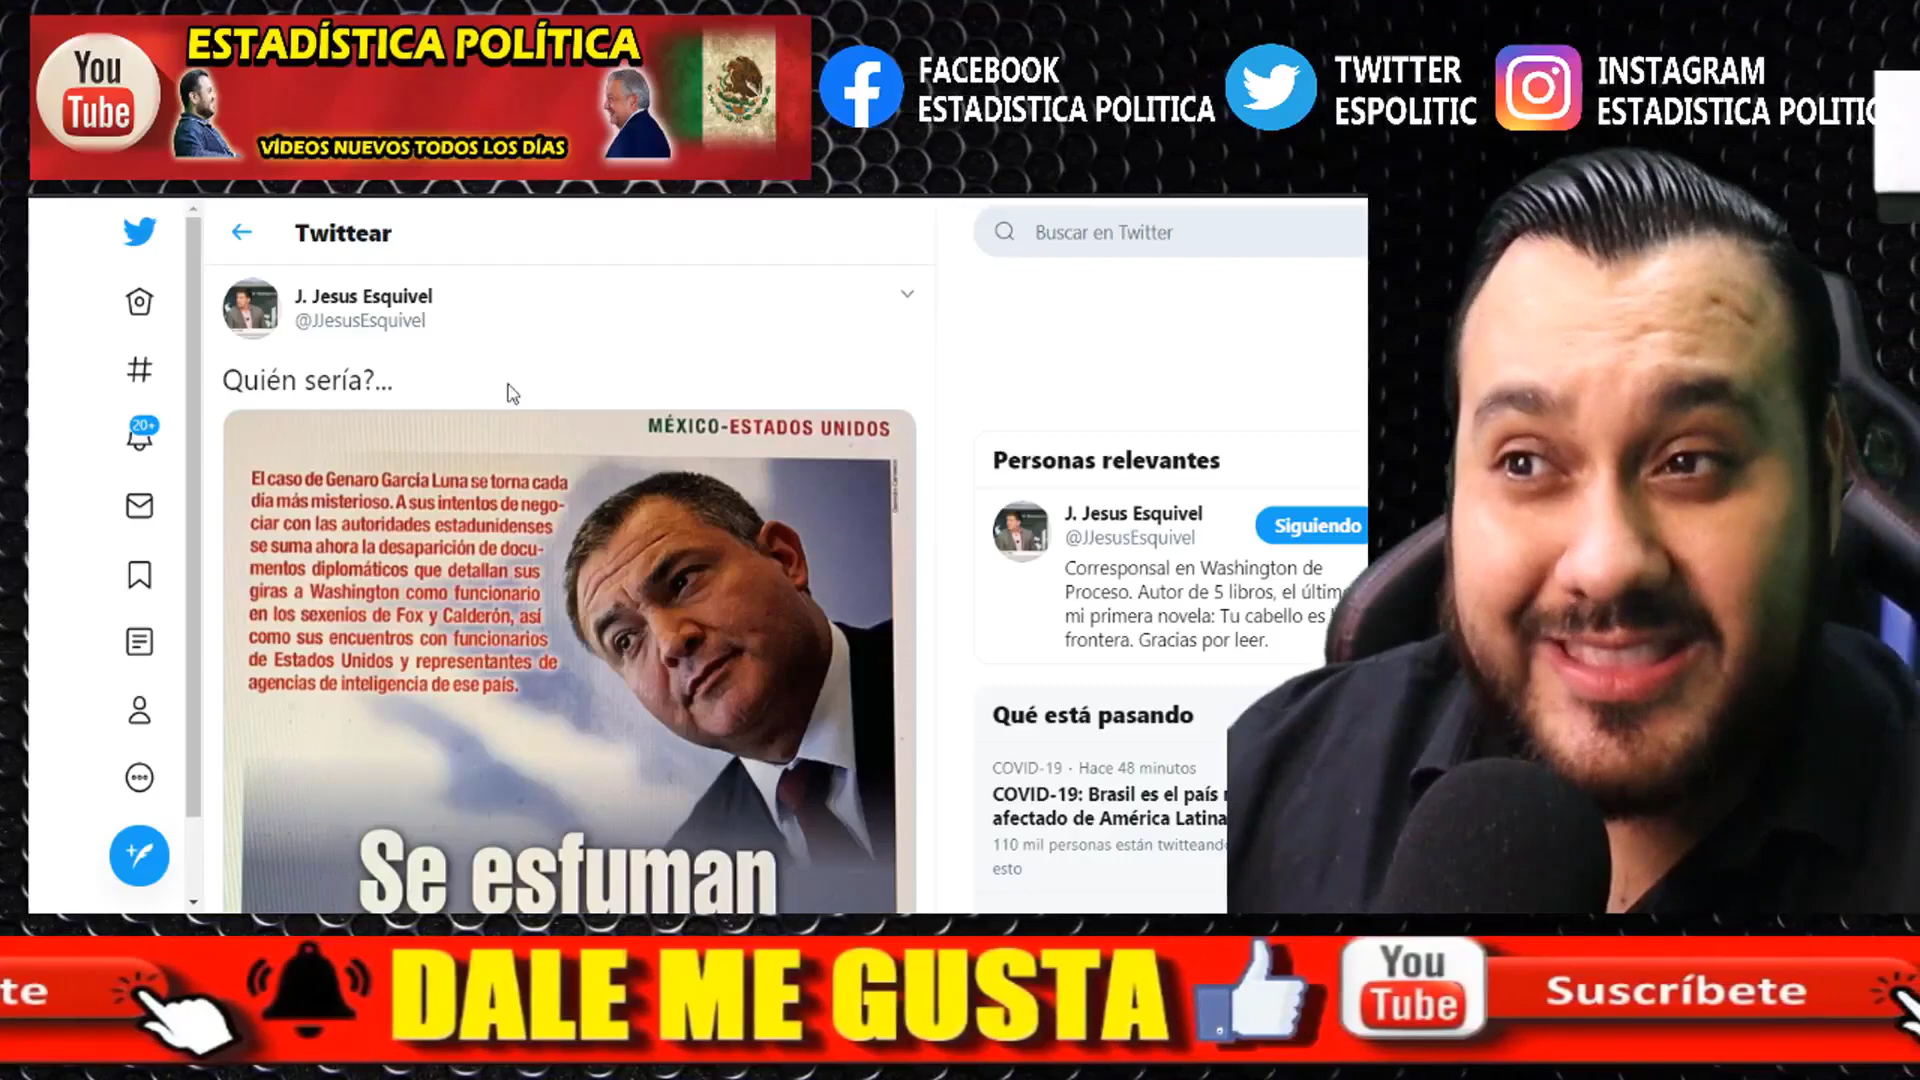 You
Tube
ESTADÍSTICA POLÍTICA
VÍDEOS NUEVOS TODOS LOS DÍAS
FACEBOOK
ESTADISTICA POLITICA
TWITTER
ESPOLITIC
INSTAGRAM
ESTADISTICA POLITIC
Twittear
J. Jesus Esquivel
@JJesusEsquivel
20+
Quién sería?...
MÉXICO-ESTADOS UNIDOS
El caso de Genaro García Luna se torna cada
día más misterioso. A sus intentos de nego-
ciar con las autoridades estadunidenses
se suma ahora la desaparición de docu-
mentos diplomáticos que detallan sus
giras a Washington como funcionario
en los sexenios de Fox y Calderón, así
como sus encuentros con funcionarios
de Estados Unidos y representantes de
agencias de inteligencia de ese país.
Se esfuman
Buscar en Twitter
Personas relevantes
J. Jesus Esquivel
@JJesusEsquivel
Siguiendo
Corresponsal en Washington de
Proceso. Autor de 5 libros, el últim
mi primera novela: Tu cabello es
frontera. Gracias por leer.
Qué está pasando
COVID-19 · Hace 48 minutos
COVID-19: Brasil es el país
afectado de América Latina
110 mil personas están twitteand
esto
te
DALE ME GUSTA
You
Tube
Suscríbete